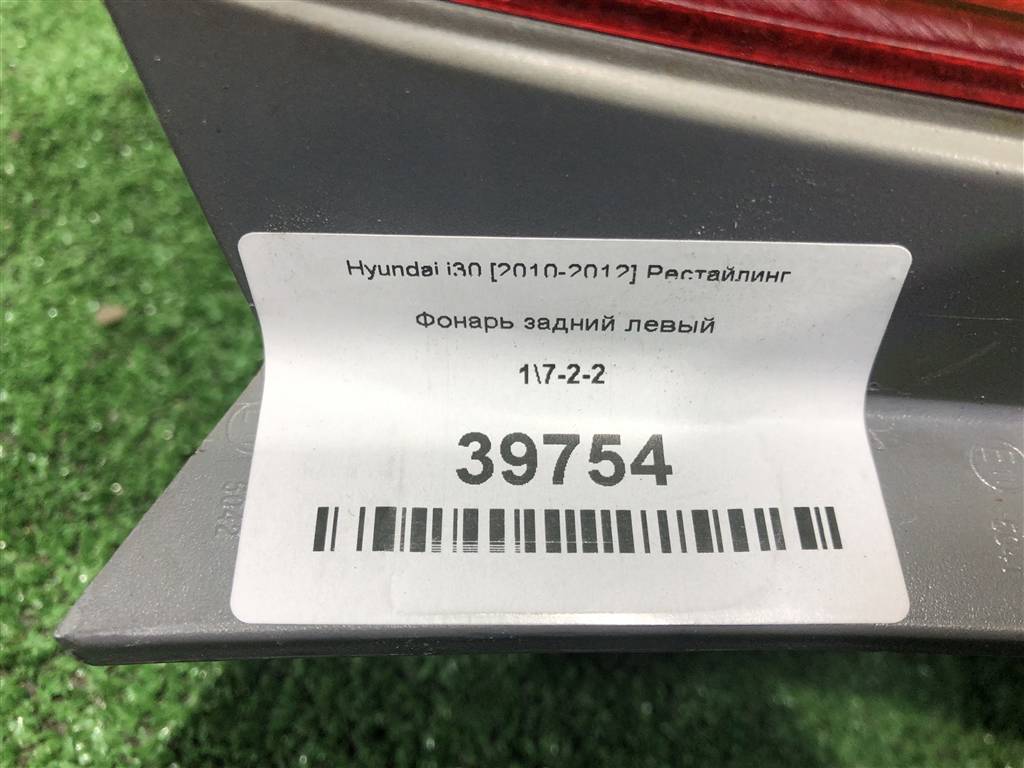 Hyundai i30 [2010-2012] Рестайлинг
Фонарь задний левый
1\7-2-2
39754